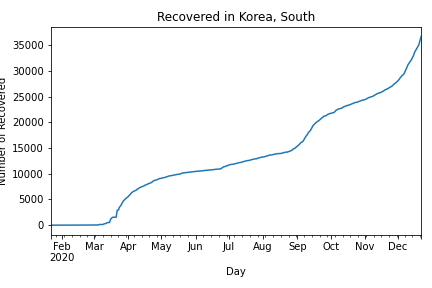 Recovered in Korea, South
Number of Recovered
35000
30000
25000
20000
15000
10000
5000
0
Feb Mar Apr May Jun Jul Aug Sep Oct Nov Dec
2020
Day